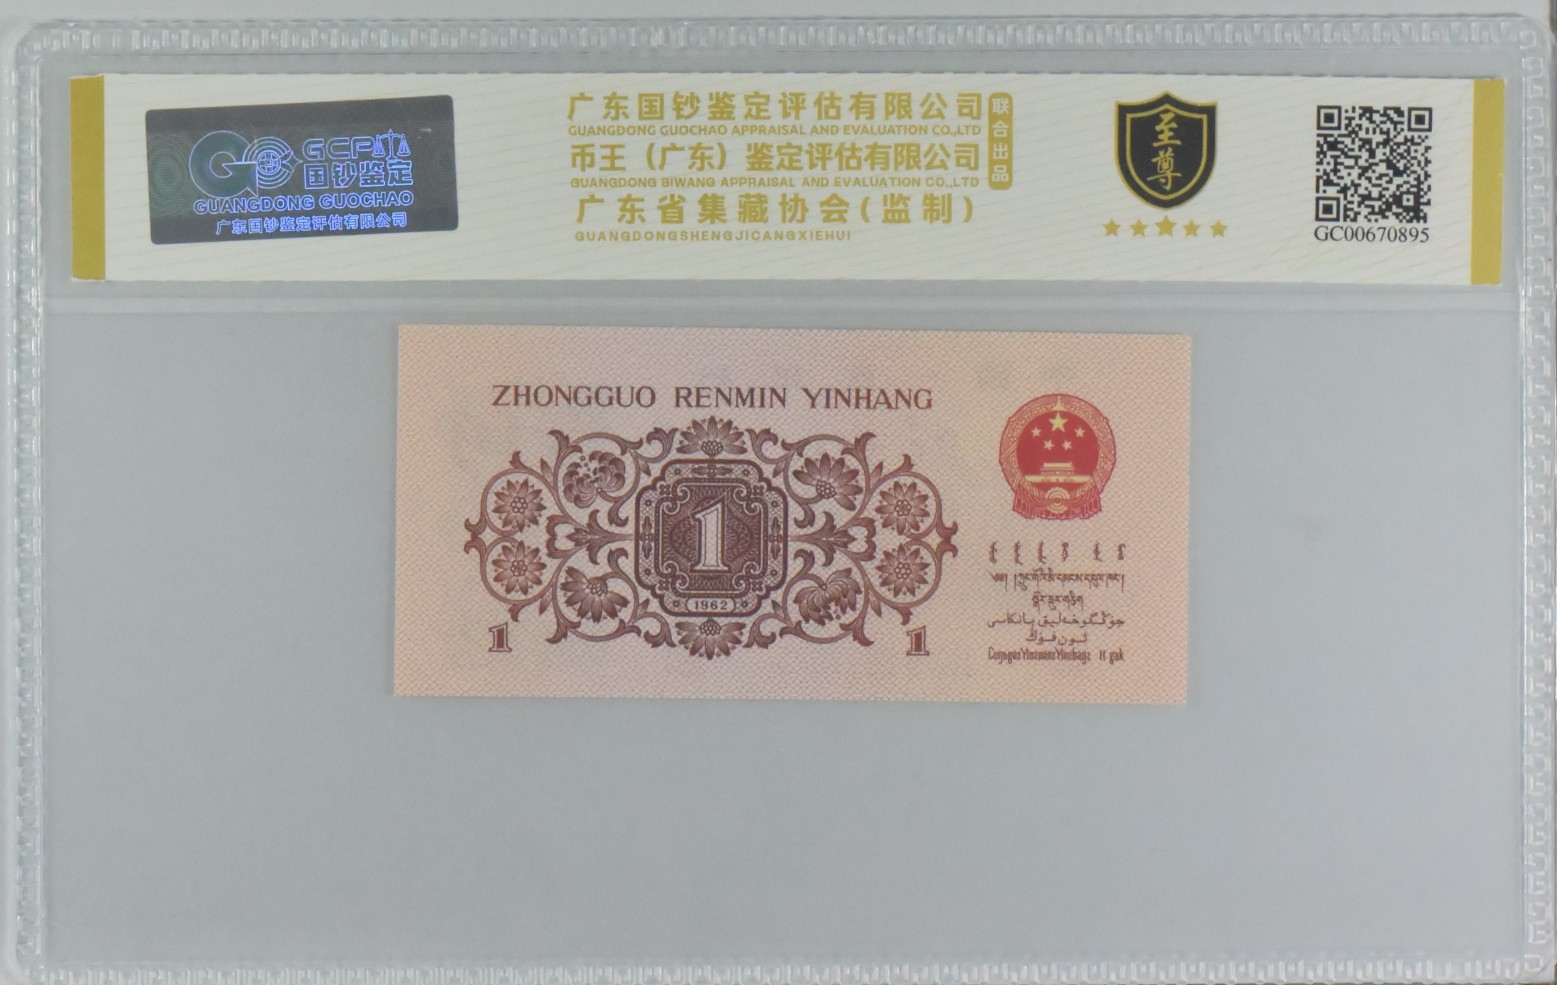 GCP
国钞鉴定
GUANGDONG GUOCHAO
广东国钞鉴定评估有限公司
广东国钞鉴定评估有限公司
GUANGDONG GUOCHAO APPRAISAL AND EVALUATION CO.,LTD
币王（广东）鉴定评估有限公司
GUANGDONG BIWANG APPRAISAL AND EVALUATION CO.,LTD
联合出品
广东省集藏协会(监制)
GUANGDONGSHENGJICANGXIEHUI
至尊
GC00670895
ZHONGGUO RENMIN YINHANG
1
1962
1
1